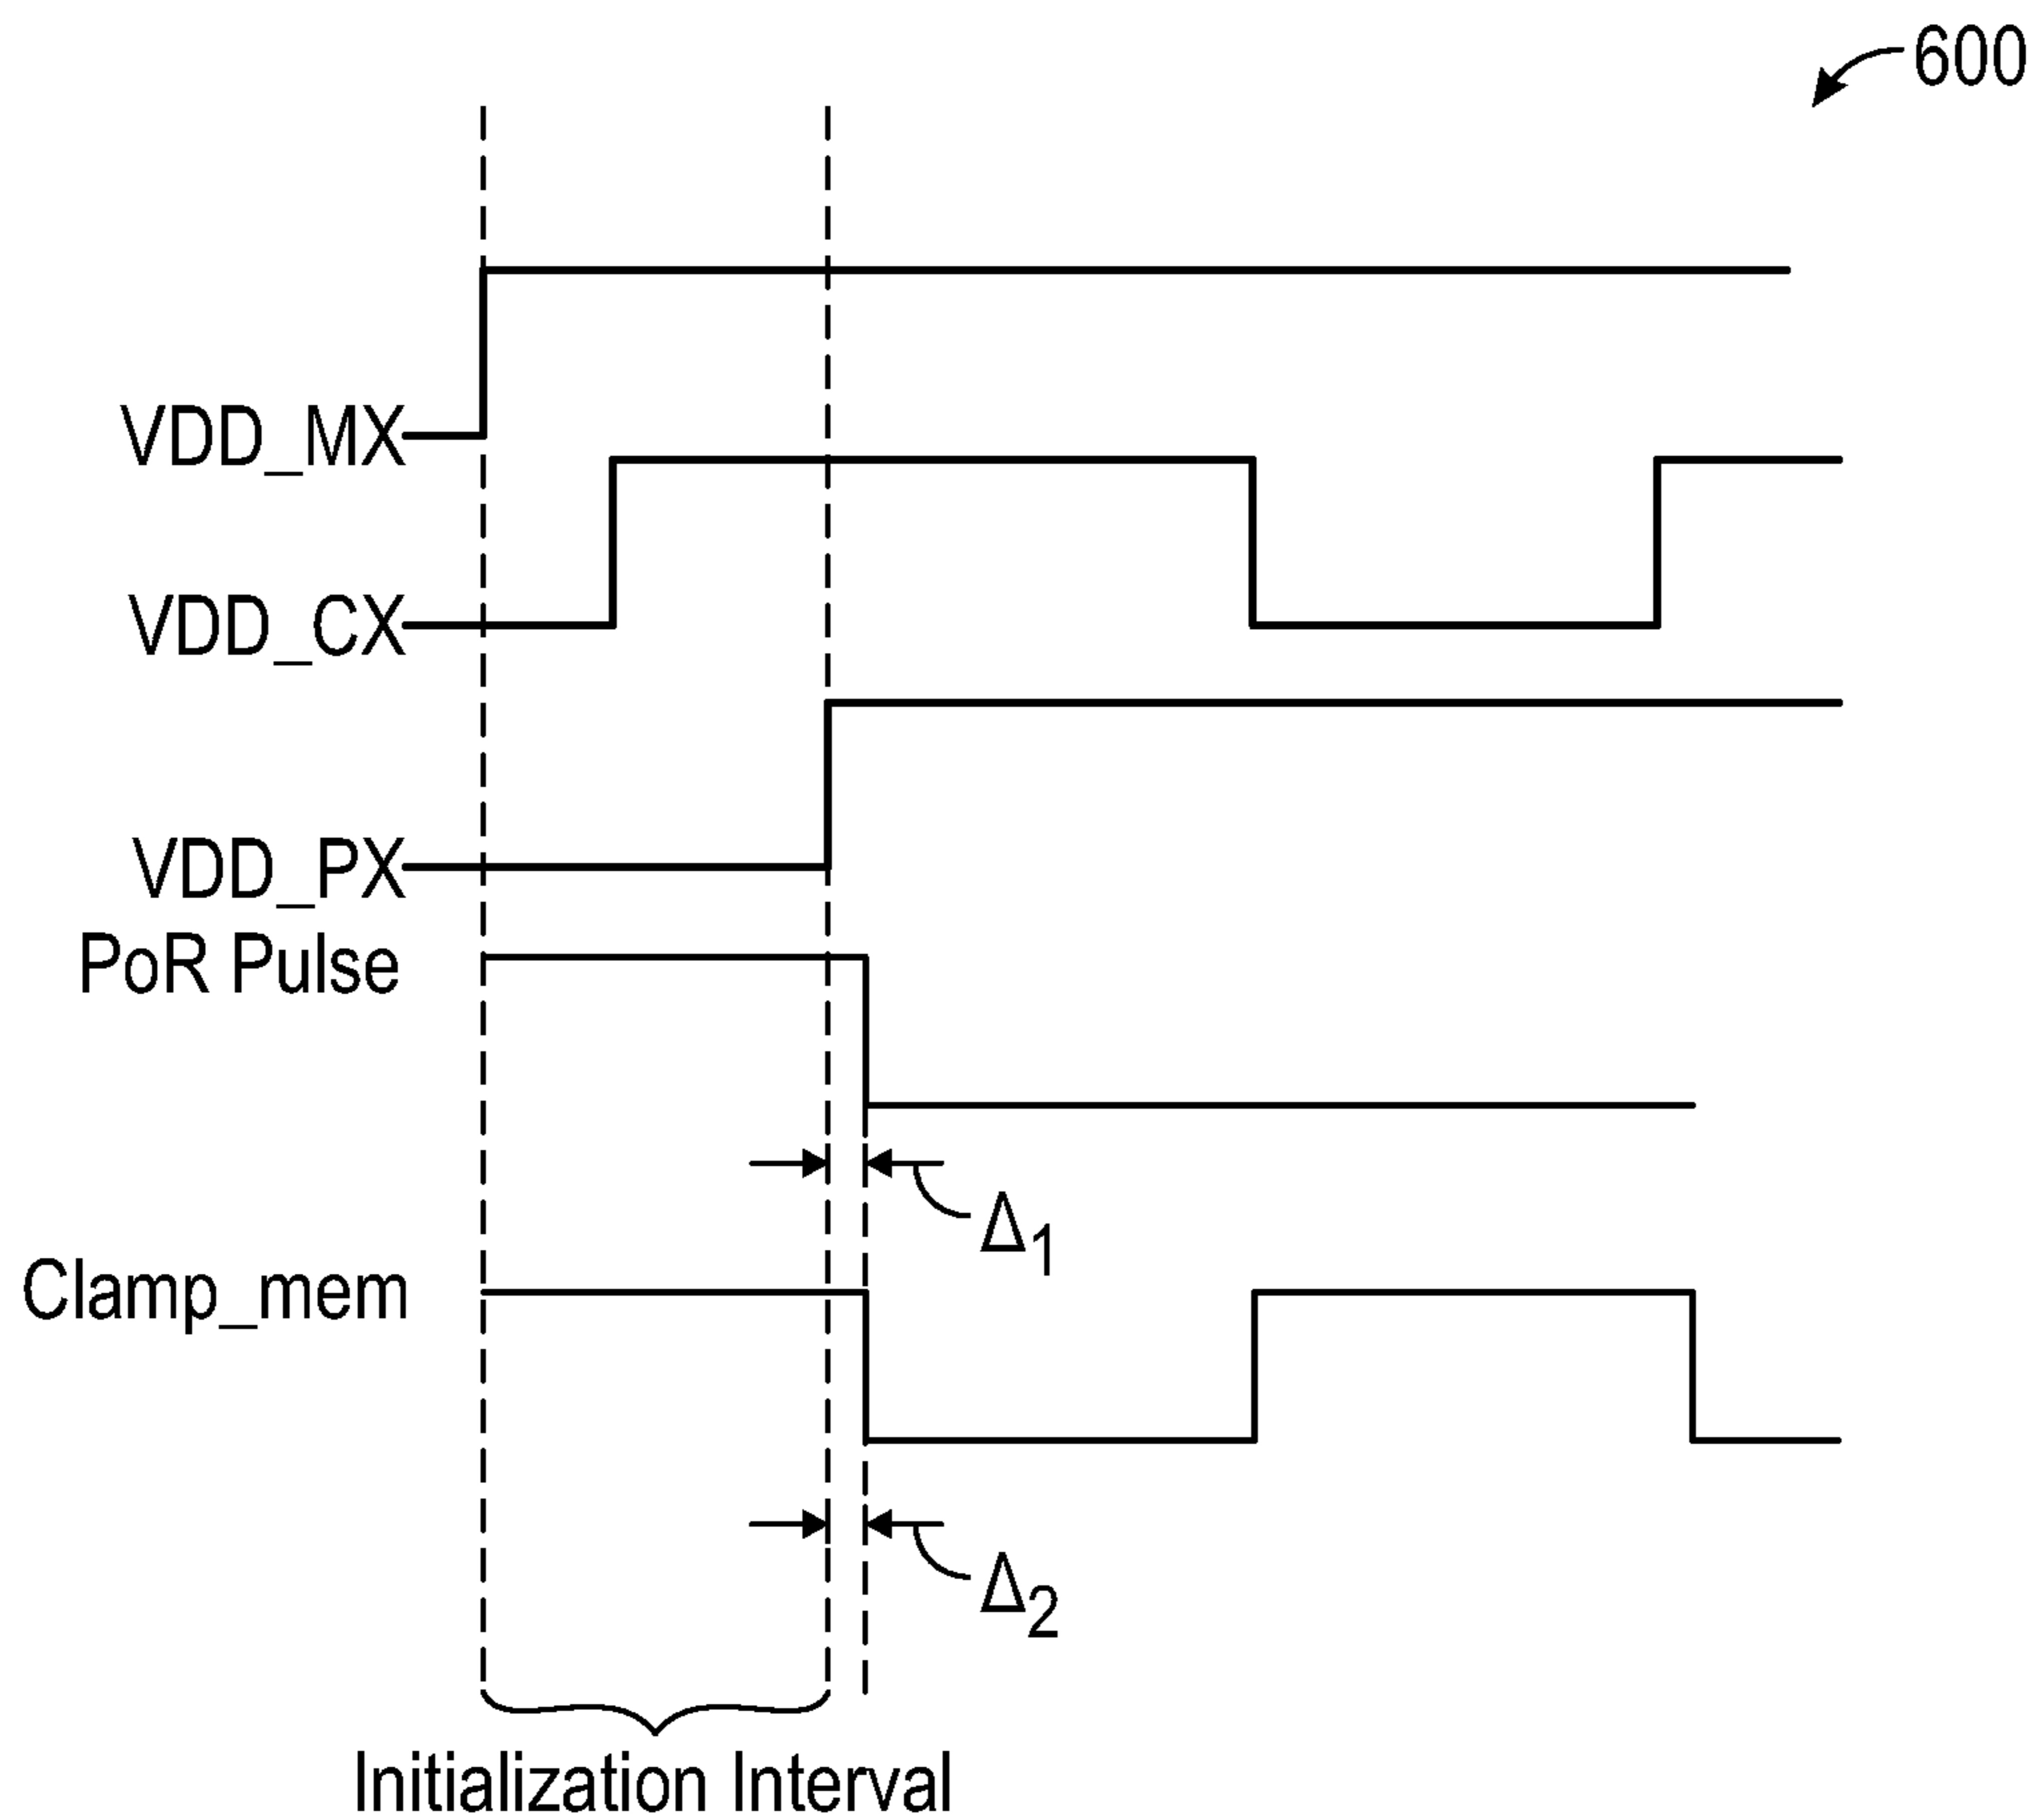 600
VDD_MX
VDD_CX
VDD_PX
PoR Pulse
Δ1
Clamp_mem
Δ2
Initialization Interval